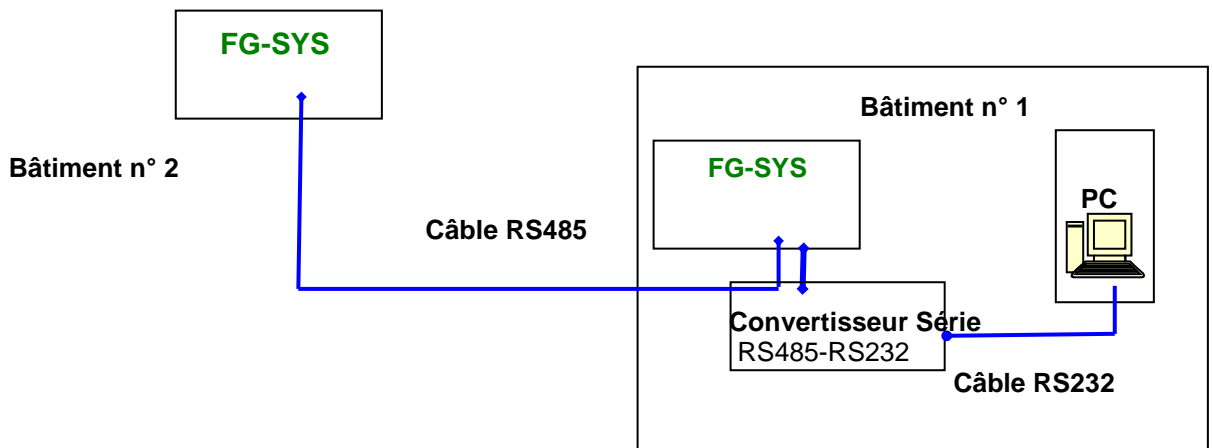 FG-SYS
Bâtiment n° 1
Bâtiment n° 2
FG-SYS
PC
Câble RS485
Convertisseur Série
RS485-RS232
Câble RS232